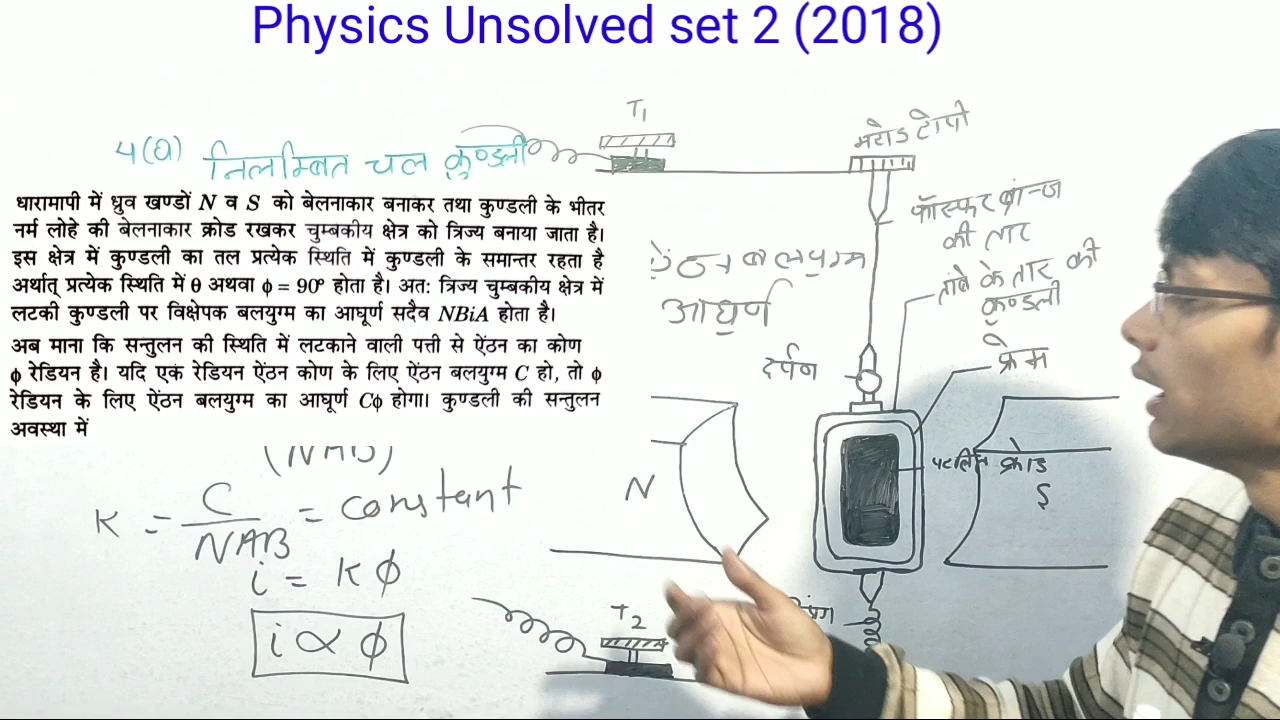 Physics Unsolved set 2 (2018)
4(a) निलम्बित चल कुण्डली
धारामापी में ध्रुव खण्डों N व S को बेलनाकार बनाकर तथा कुण्डली के भीतर
नर्म लोहे की बेलनाकार क्रोड रखकर चुम्बकीय क्षेत्र को त्रिज्य बनाया जाता है।
इस क्षेत्र में कुण्डली का तल प्रत्येक स्थिति में कुण्डली के समान्तर रहता है
अर्थात् प्रत्येक स्थिति में θ अथवा ϕ = 90° होता है। अतः त्रिज्य चुम्बकीय क्षेत्र में
लटकी कुण्डली पर विक्षेपक बलयुग्म का आघूर्ण सदैव NBiA होता है।
अब माना कि सन्तुलन की स्थिति में लटकाने वाली पत्ती से ऐंठन का कोण
ϕ रेडियन है। यदि एक रेडियन ऐंठन कोण के लिए ऐंठन बलयुग्म C हो, तो ϕ
रेडियन के लिए ऐंठन बलयुग्म का आघूर्ण Cϕ होगा। कुण्डली की सन्तुलन
अवस्था में
K = C/NAB = constant
i = Kϕ
i ∝ ϕ
T1
मरोड टोपी
फॉस्फर ब्रान्ज
की तार
ऐंठन बलयुग्म
आघूर्ण
तांबे के तार की
कुण्डली
दर्पण
फ्रेम
N
क्रोड
S
T2